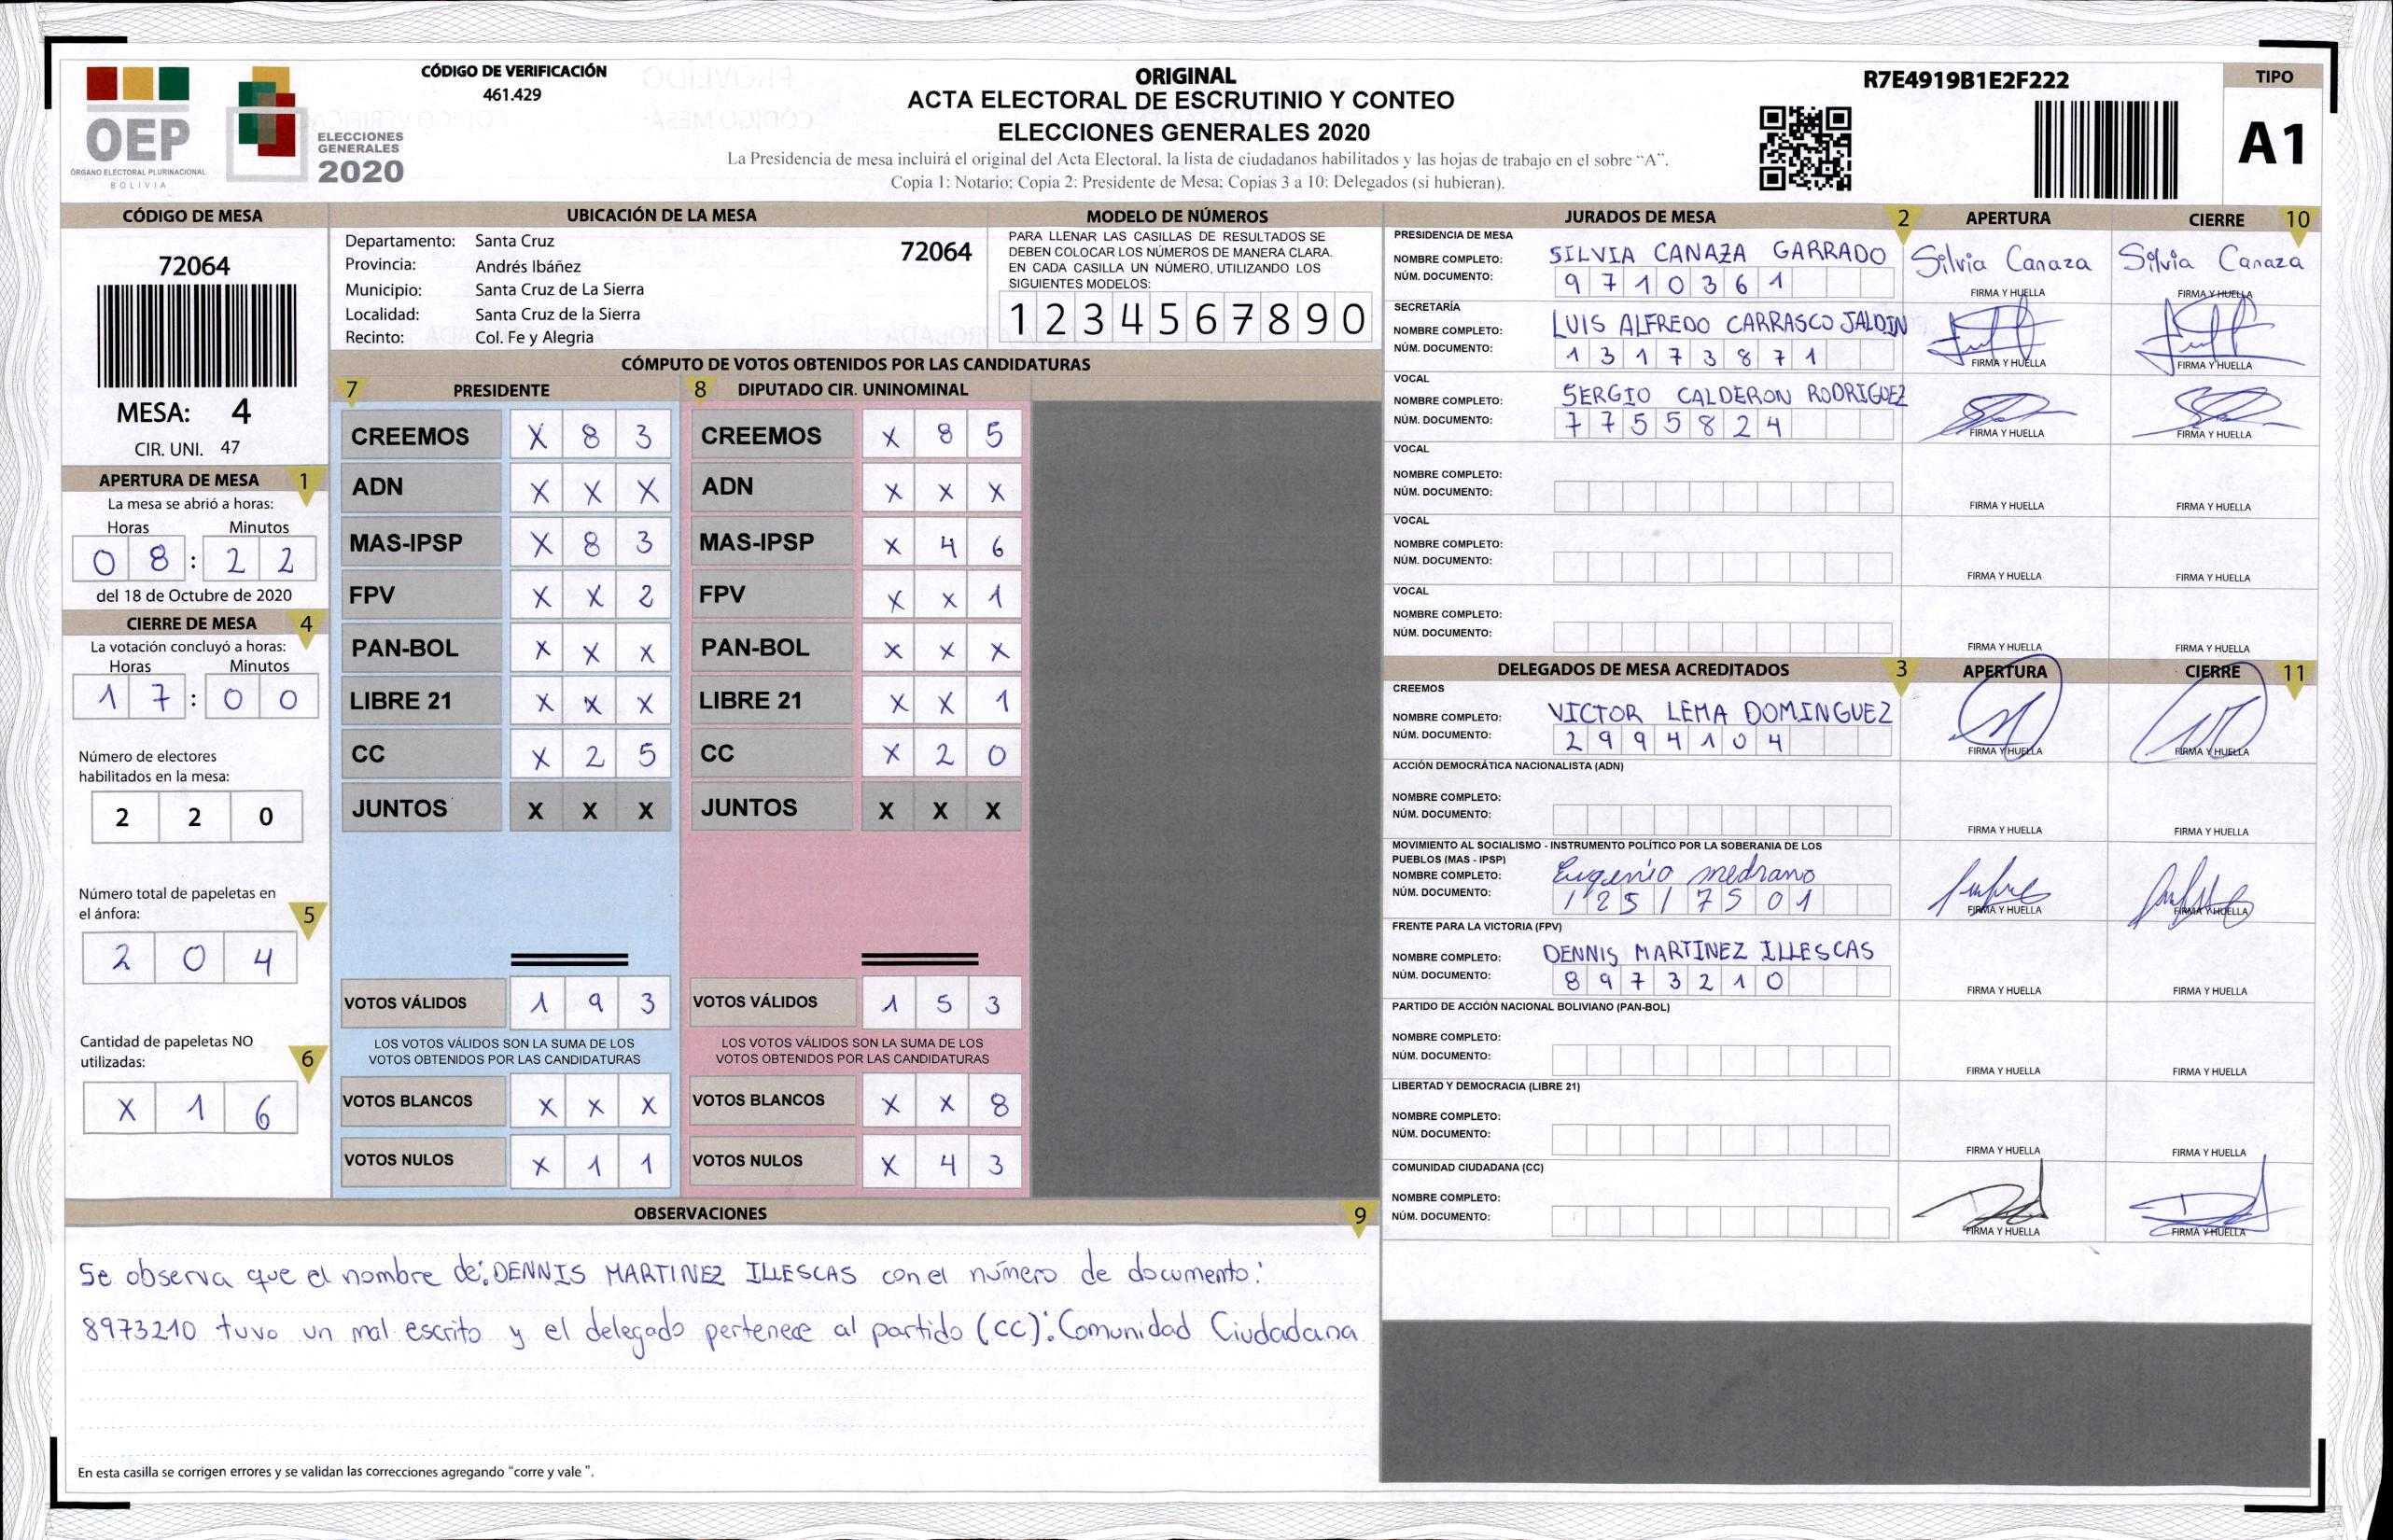 OEP
ÓRGANO ELECTORAL PLURINACIONAL
BOLIVIA
ELECCIONES
GENERALES
2020
CÓDIGO DE VERIFICACIÓN
461.429
ORIGINAL
ACTA ELECTORAL DE ESCRUTINIO Y CONTEO
ELECCIONES GENERALES 2020
La Presidencia de mesa incluirá el original del Acta Electoral, la lista de ciudadanos habilitados y las hojas de trabajo en el sobre "A".
Copia 1: Notario; Copia 2: Presidente de Mesa; Copias 3 a 10: Delegados (si hubieran).
R7E4919B1E2F222
TIPO
A1
CÓDIGO DE MESA
72064
MESA: 4
CIR. UNI. 47
APERTURA DE MESA 1
La mesa se abrió a horas:
Horas Minutos
0 8 : 2 2
del 18 de Octubre de 2020
CIERRE DE MESA 4
La votación concluyó a horas:
Horas Minutos
1 7 : 0 0
Número de electores
habilitados en la mesa:
2 2 0
Número total de papeletas en
el ánfora: 5
2 0 4
Cantidad de papeletas NO
utilizadas: 6
X 1 6
UBICACIÓN DE LA MESA
Departamento: Santa Cruz 72064
Provincia: Andrés Ibáñez
Municipio: Santa Cruz de La Sierra
Localidad: Santa Cruz de la Sierra
Recinto: Col. Fe y Alegria
MODELO DE NÚMEROS
PARA LLENAR LAS CASILLAS DE RESULTADOS SE
DEBEN COLOCAR LOS NÚMEROS DE MANERA CLARA.
EN CADA CASILLA UN NÚMERO, UTILIZANDO LOS
SIGUIENTES MODELOS:
1 2 3 4 5 6 7 8 9 0
CÓMPUTO DE VOTOS OBTENIDOS POR LAS CANDIDATURAS
7 PRESIDENTE 8 DIPUTADO CIR. UNINOMINAL
CREEMOS X 8 3 CREEMOS X 8 5
ADN X X X ADN X X X
MAS-IPSP X 8 3 MAS-IPSP X 4 6
FPV X X 2 FPV X X 1
PAN-BOL X X X PAN-BOL X X X
LIBRE 21 X X X LIBRE 21 X X 1
CC X 2 5 CC X 2 0
JUNTOS X X X JUNTOS X X X
VOTOS VÁLIDOS 1 9 3 VOTOS VÁLIDOS 1 5 3
LOS VOTOS VÁLIDOS SON LA SUMA DE LOS LOS VOTOS VÁLIDOS SON LA SUMA DE LOS
VOTOS OBTENIDOS POR LAS CANDIDATURAS VOTOS OBTENIDOS POR LAS CANDIDATURAS
VOTOS BLANCOS X X X VOTOS BLANCOS X X 8
VOTOS NULOS X 1 1 VOTOS NULOS X 4 3
OBSERVACIONES 9
Se observa que el nombre de: DENNIS MARTINEZ ILLESCAS con el número de documento:
8973210 tuvo un mal escrito y el delegado pertenece al partido (CC): Comunidad Ciudadana
En esta casilla se corrigen errores y se validan las correcciones agregando "corre y vale ".
JURADOS DE MESA 2 APERTURA CIERRE 10
PRESIDENCIA DE MESA
NOMBRE COMPLETO: SILVIA CANAZA GARRADO Silvia Canaza Silvia Canaza
NÚM. DOCUMENTO: 9 7 1 0 3 6 1
FIRMA Y HUELLA FIRMA Y HUELLA
SECRETARÍA
NOMBRE COMPLETO: LUIS ALFREDO CARRASCO JALDIN
NÚM. DOCUMENTO: 1 3 1 7 3 8 7 1
FIRMA Y HUELLA FIRMA Y HUELLA
VOCAL
NOMBRE COMPLETO: SERGIO CALDERON RODRIGUEZ
NÚM. DOCUMENTO: 7 7 5 5 8 2 4
FIRMA Y HUELLA FIRMA Y HUELLA
VOCAL
NOMBRE COMPLETO:
NÚM. DOCUMENTO:
FIRMA Y HUELLA FIRMA Y HUELLA
VOCAL
NOMBRE COMPLETO:
NÚM. DOCUMENTO:
FIRMA Y HUELLA FIRMA Y HUELLA
VOCAL
NOMBRE COMPLETO:
NÚM. DOCUMENTO:
FIRMA Y HUELLA FIRMA Y HUELLA
DELEGADOS DE MESA ACREDITADOS 3 APERTURA CIERRE 11
CREEMOS
NOMBRE COMPLETO: VICTOR LEMA DOMINGUEZ
NÚM. DOCUMENTO: 2 9 9 4 1 0 4
FIRMA Y HUELLA FIRMA Y HUELLA
ACCIÓN DEMOCRÁTICA NACIONALISTA (ADN)
NOMBRE COMPLETO:
NÚM. DOCUMENTO:
FIRMA Y HUELLA FIRMA Y HUELLA
MOVIMIENTO AL SOCIALISMO - INSTRUMENTO POLÍTICO POR LA SOBERANIA DE LOS
PUEBLOS (MAS - IPSP)
NOMBRE COMPLETO: Eugenio medrano
NÚM. DOCUMENTO: 1 2 5 1 7 5 0 1
FIRMA Y HUELLA FIRMA Y HUELLA
FRENTE PARA LA VICTORIA (FPV)
NOMBRE COMPLETO: DENNIS MARTINEZ ILLESCAS
NÚM. DOCUMENTO: 8 9 7 3 2 1 0
FIRMA Y HUELLA FIRMA Y HUELLA
PARTIDO DE ACCIÓN NACIONAL BOLIVIANO (PAN-BOL)
NOMBRE COMPLETO:
NÚM. DOCUMENTO:
FIRMA Y HUELLA FIRMA Y HUELLA
LIBERTAD Y DEMOCRACIA (LIBRE 21)
NOMBRE COMPLETO:
NÚM. DOCUMENTO:
FIRMA Y HUELLA FIRMA Y HUELLA
COMUNIDAD CIUDADANA (CC)
NOMBRE COMPLETO:
NÚM. DOCUMENTO:
FIRMA Y HUELLA FIRMA Y HUELLA